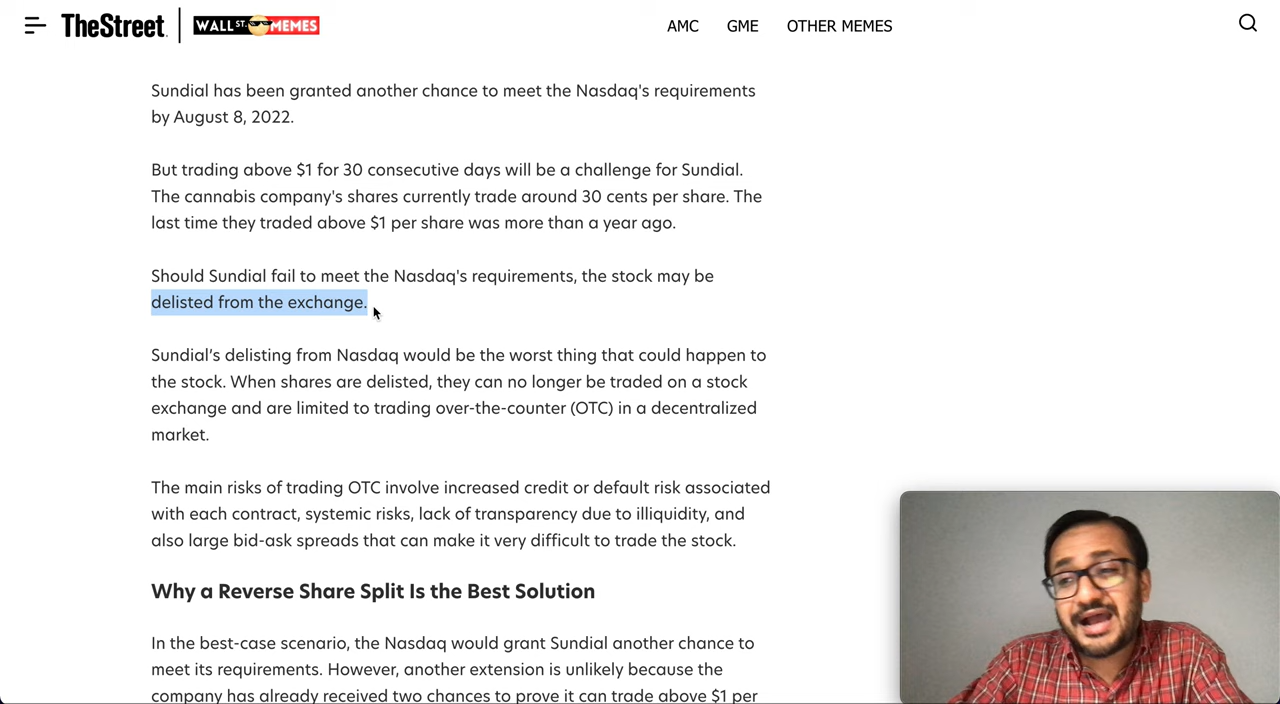 TheStreet WALL ST. MEMES AMC GME OTHER MEMES
Sundial has been granted another chance to meet the Nasdaq's requirements
by August 8, 2022.
But trading above $1 for 30 consecutive days will be a challenge for Sundial.
The cannabis company's shares currently trade around 30 cents per share. The
last time they traded above $1 per share was more than a year ago.
Should Sundial fail to meet the Nasdaq's requirements, the stock may be
delisted from the exchange.
Sundial’s delisting from Nasdaq would be the worst thing that could happen to
the stock. When shares are delisted, they can no longer be traded on a stock
exchange and are limited to trading over-the-counter (OTC) in a decentralized
market.
The main risks of trading OTC involve increased credit or default risk associated
with each contract, systemic risks, lack of transparency due to illiquidity, and
also large bid-ask spreads that can make it very difficult to trade the stock.
Why a Reverse Share Split Is the Best Solution
In the best-case scenario, the Nasdaq would grant Sundial another chance to
meet its requirements. However, another extension is unlikely because the
company has already received two chances to prove it can trade above $1 per